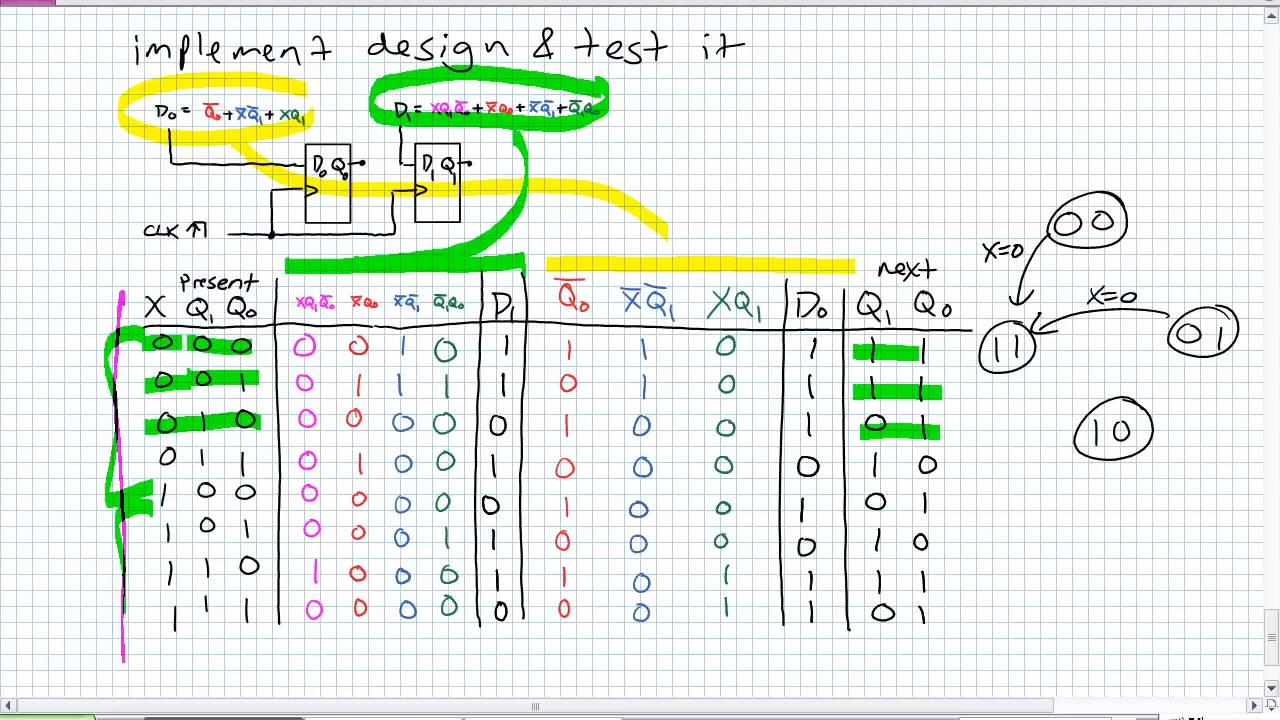 implement design & test it
D₀ = Q̅₀ + X̅Q̅₁ + XQ₁
D₁ = XQ₁Q̅₀ + X̅Q₀ + X̅Q̅₁ + Q̅₁Q₀
D₀ Q₀ D₁ Q₁
CLK ↑
Present next
X Q₁ Q₀ XQ₁Q̅₀ X̅Q₀ X̅Q̅₁ Q̅₁Q₀ D₁ Q̅₀ X̅Q̅₁ XQ₁ D₀ Q₁ Q₀
0 0 0 0 0 1 0 1 1 1 0 1 1 1
0 0 1 0 1 1 1 1 0 1 0 1 1 1
0 1 0 0 0 0 0 0 1 0 0 1 0 1
0 1 1 0 1 0 0 1 0 0 0 0 1 0
1 0 0 0 0 0 0 0 1 0 0 1 0 1
1 0 1 0 0 0 1 1 0 0 0 0 1 0
1 1 0 1 0 0 0 1 1 0 1 1 1 1
1 1 1 0 0 0 0 0 0 0 1 1 0 1
00
X=0
X=0
11
01
10